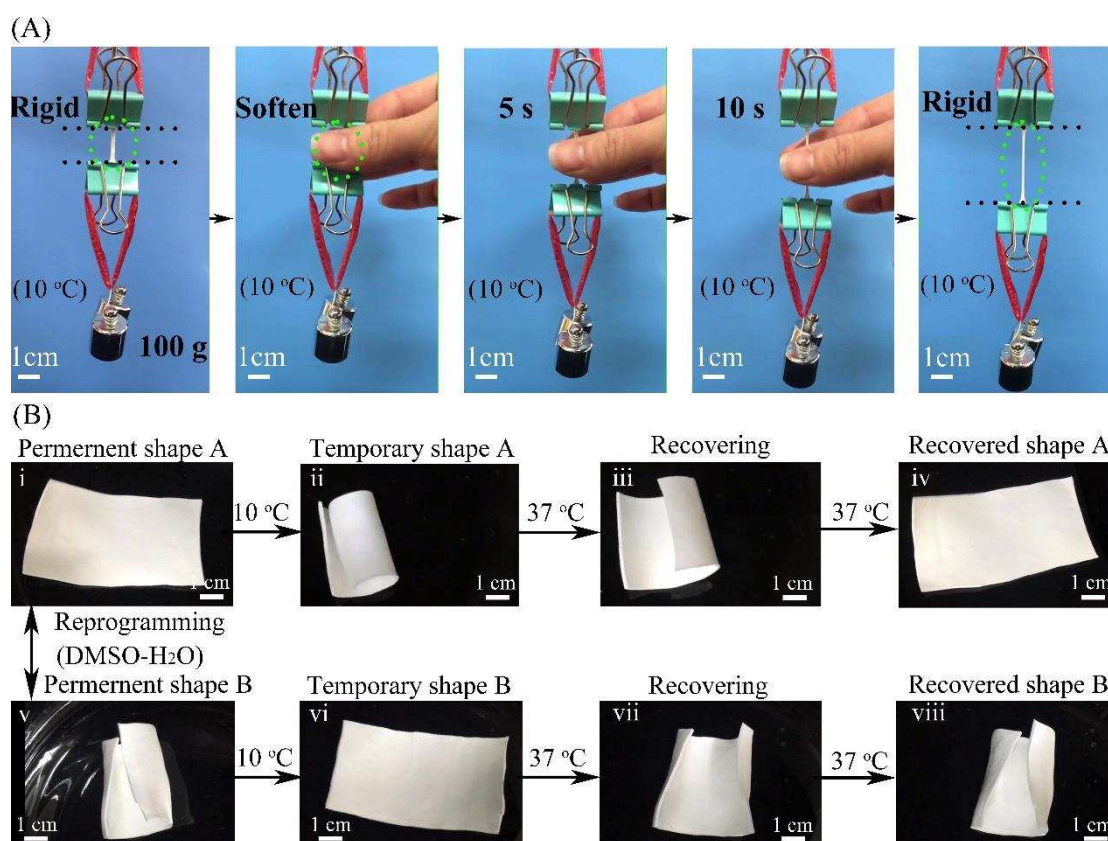 (A)
Rigid
Soften
5 s
10 s
Rigid
(10 °C)
(10 °C)
(10 °C)
(10 °C)
(10 °C)
100 g
1cm
1cm
1cm
1cm
1cm
(B)
Permernent shape A
Temporary shape A
Recovering
Recovered shape A
i
ii
iii
iv
10 °C
37 °C
37 °C
1 cm
1 cm
1 cm
1 cm
Reprogramming
(DMSO-H₂O)
Permernent shape B
Temporary shape B
Recovering
Recovered shape B
v
vi
vii
viii
10 °C
37 °C
37 °C
1 cm
1 cm
1 cm
1 cm